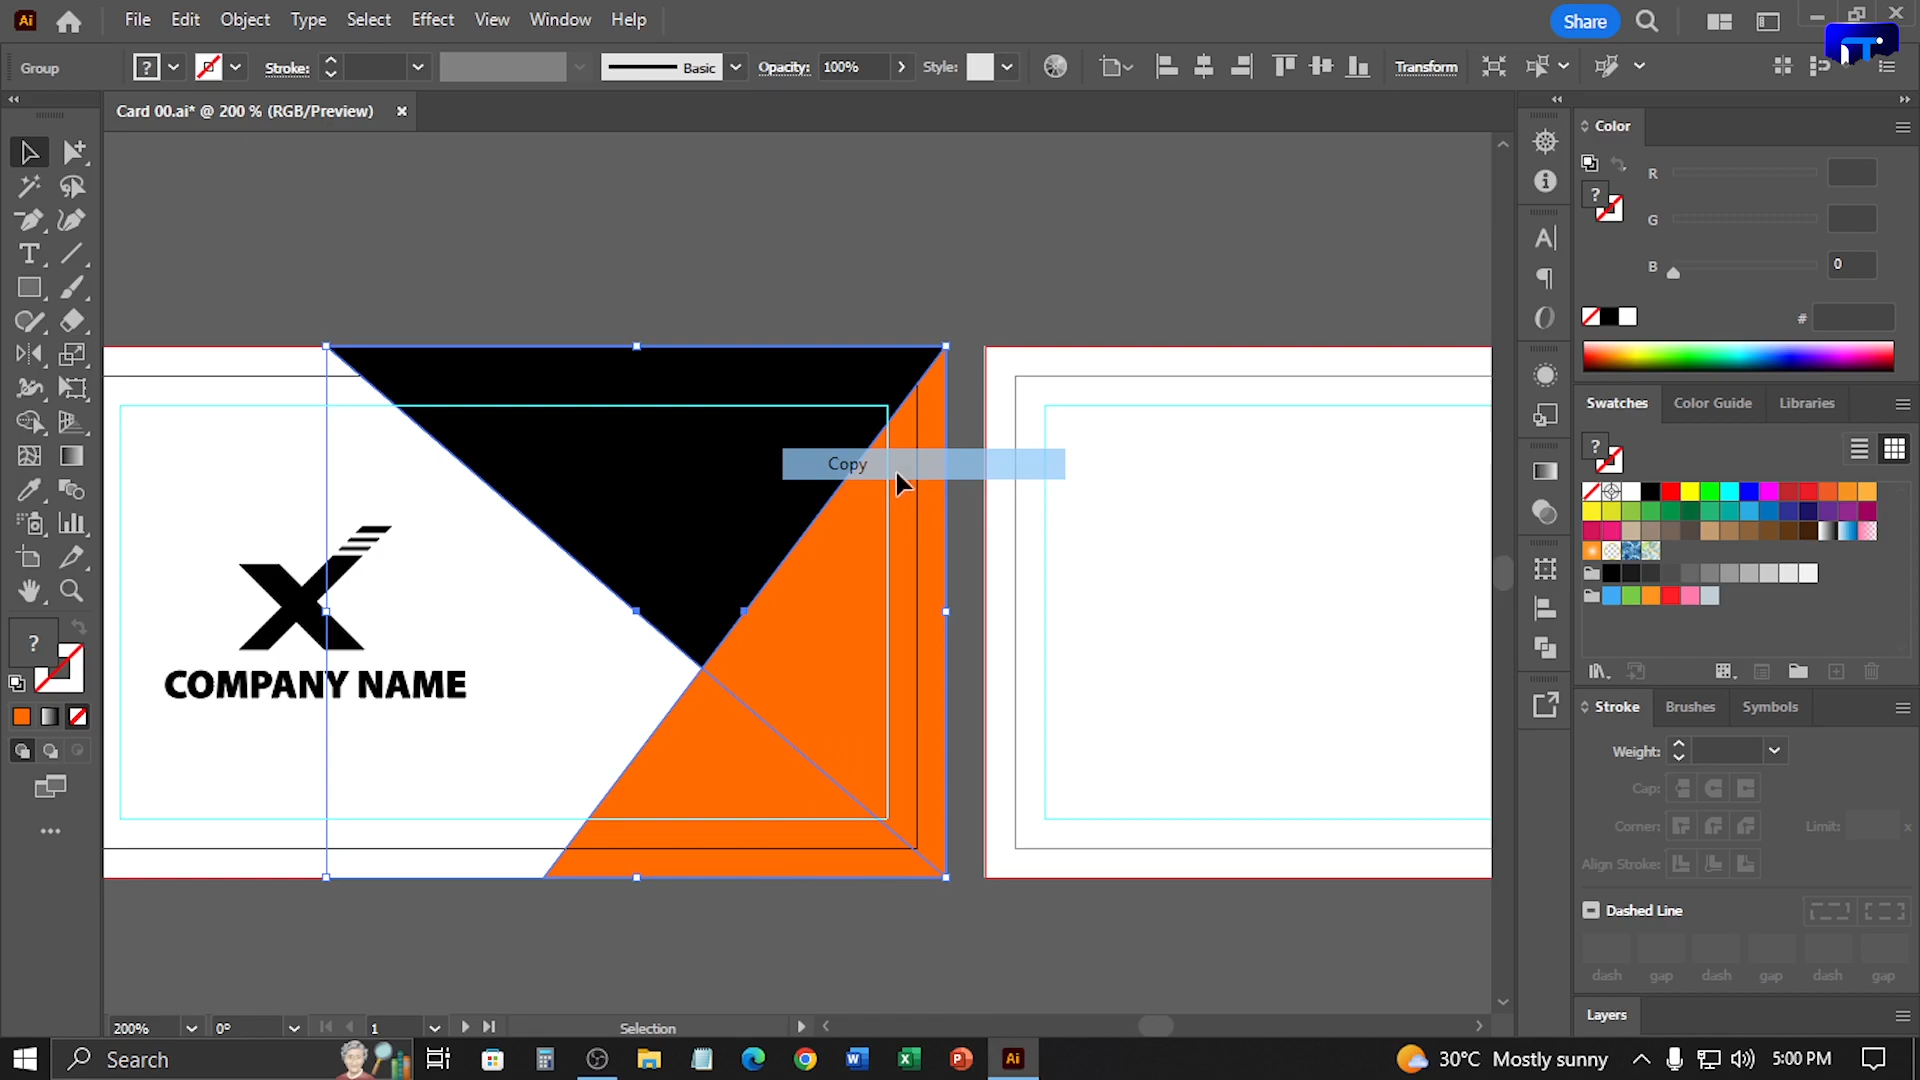 Ai File Edit Object Type Select Effect View Window Help Share
Group ? Stroke: Basic Opacity: 100% Style: Transform
Card 00.ai* @ 200 % (RGB/Preview)
Color
R
G
B 0
#
Swatches Color Guide Libraries
Copy
COMPANY NAME
Stroke Brushes Symbols
Weight:
Cap:
Corner: Limit: x
Align Stroke:
Dashed Line
dash gap dash gap dash gap
Layers
200% 0° 1 Selection
Search 30°C Mostly sunny 5:00 PM